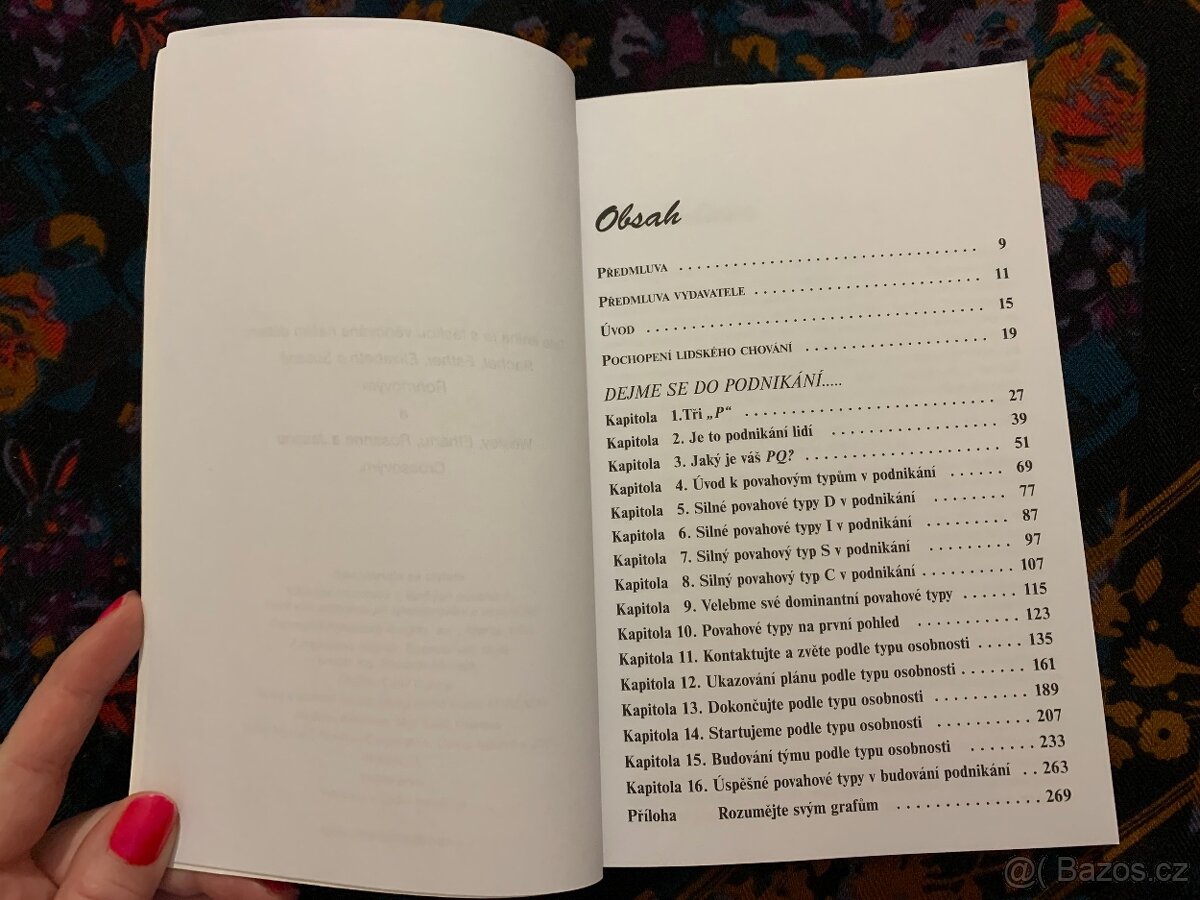 Obsah
PŘEDMLUVA . . . . . . . . . . . . . . . . . . . . . . . . . . . . . . . . . 9
PŘEDMLUVA VYDAVATELE . . . . . . . . . . . . . . . . . . . . . . . . . 11
ÚVOD . . . . . . . . . . . . . . . . . . . . . . . . . . . . . . . . . . . . . 15
POCHOPENÍ LIDSKÉHO CHOVÁNÍ . . . . . . . . . . . . . . . . . . . . 19
DEJME SE DO PODNIKÁNÍ.....
Kapitola 1.Tři „P“ . . . . . . . . . . . . . . . . . . . . . . . . . . . . 27
Kapitola 2. Je to podnikání lidí . . . . . . . . . . . . . . . . . . . 39
Kapitola 3. Jaký je váš PQ? . . . . . . . . . . . . . . . . . . . . . . 51
Kapitola 4. Úvod k povahovým typům v podnikání . . . . . . 69
Kapitola 5. Silné povahové typy D v podnikání . . . . . . . . 77
Kapitola 6. Silné povahové typy I v podnikání . . . . . . . . . 87
Kapitola 7. Silný povahový typ S v podnikání . . . . . . . . . 97
Kapitola 8. Silný povahový typ C v podnikání . . . . . . . . . . 107
Kapitola 9. Velebme své dominantní povahové typy . . . . . . 115
Kapitola 10. Povahové typy na první pohled . . . . . . . . . . . 123
Kapitola 11. Kontaktujte a zvěte podle typu osobnosti . . . . . 135
Kapitola 12. Ukazování plánu podle typu osobnosti . . . . . . . 161
Kapitola 13. Dokončujte podle typu osobnosti . . . . . . . . . . 189
Kapitola 14. Startujeme podle typu osobnosti . . . . . . . . . . 207
Kapitola 15. Budování týmu podle typu osobnosti . . . . . . . 233
Kapitola 16. Úspěšné povahové typy v budování podnikání . . 263
Příloha Rozumějte svým grafům . . . . . . . . . . . . . . . . 269
@( Bazos.cz